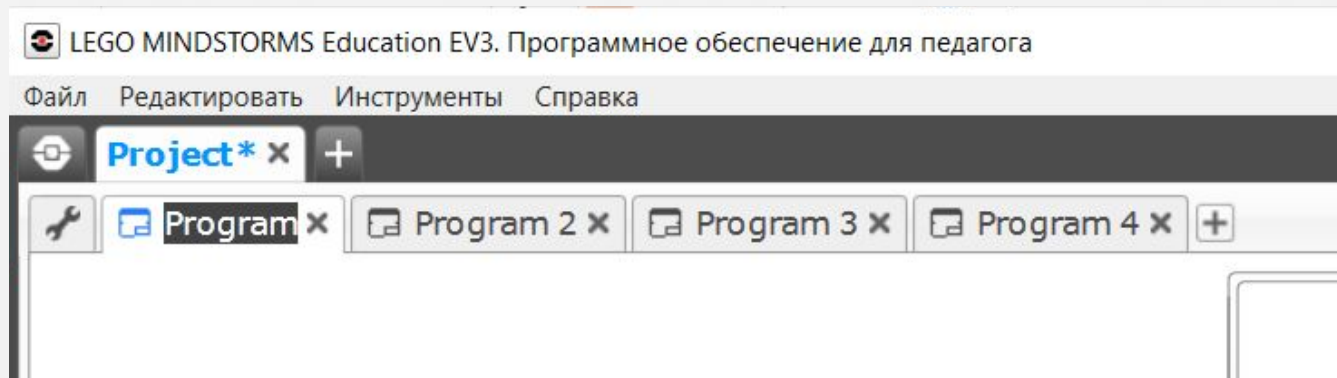 LEGO MINDSTORMS Education EV3. Программное обеспечение для педагога
Файл Редактировать Инструменты Справка
Project*
Program Program 2 Program 3 Program 4